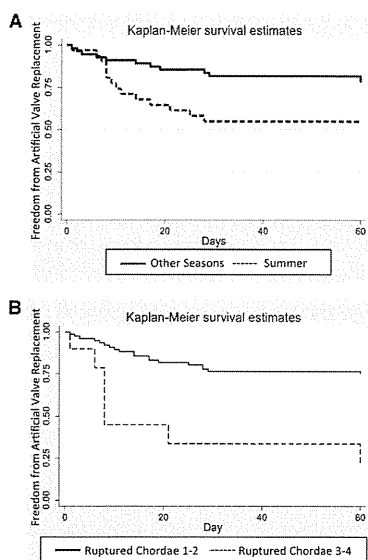 A
Kaplan-Meier survival estimates
Freedom from Artificial Valve Replacement
1.00
0.75
0.50
0.25
0.00
0 20 40 60
Days
Other Seasons Summer
B
Kaplan-Meier survival estimates
Freedom from Artificial Valve Replacement
1.00
0.75
0.50
0.25
0.00
0 20 40 60
Day
Ruptured Chordae 1-2 Ruptured Chordae 3-4